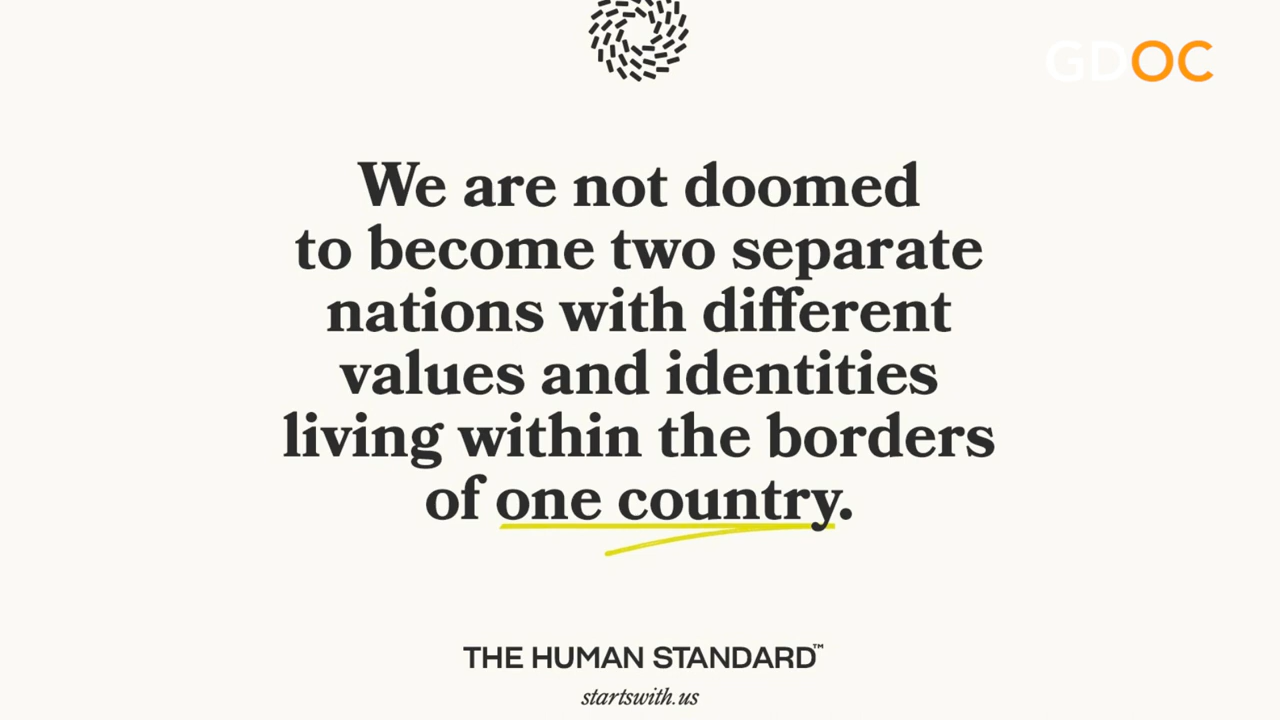 GDOC
We are not doomed
to become two separate
nations with different
values and identities
living within the borders
of one country.
THE HUMAN STANDARD™
startswith.us